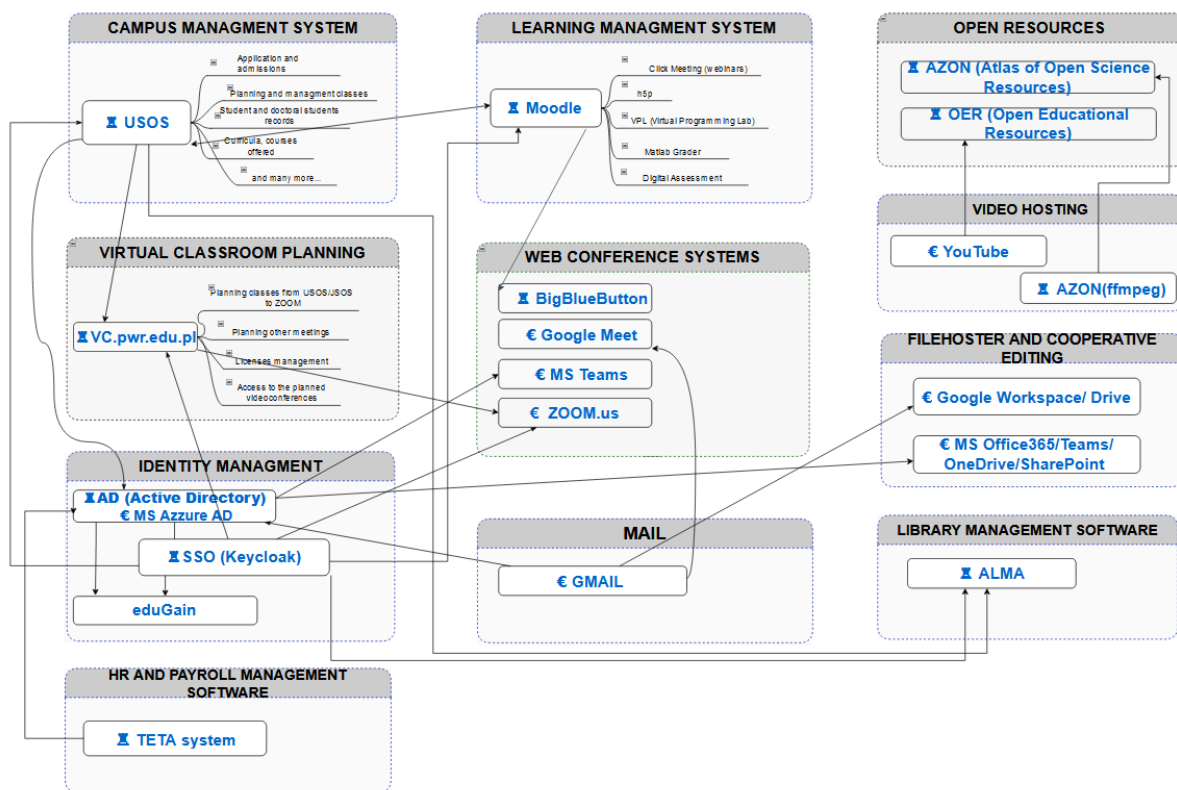 CAMPUS MANAGMENT SYSTEM
Application and
admissions
Planning and managment classes
Student and doctoral students
records
Curricula, courses
offered
and many more...
USOS
LEARNING MANAGMENT SYSTEM
Click Meeting (webinars)
h5p
VPL (Virtual Programming Lab)
Matlab Grader
Digital Assessment
Moodle
OPEN RESOURCES
AZON (Atlas of Open Science
Resources)
OER (Open Educational
Resources)
VIDEO HOSTING
€ YouTube
AZON(ffmpeg)
VIRTUAL CLASSROOM PLANNING
Planning classes from USOS/JSOS
to ZOOM
Planning other meetings
Licenses management
Access to the planned
videoconferences
VC.pwr.edu.pl
WEB CONFERENCE SYSTEMS
BigBlueButton
€ Google Meet
€ MS Teams
€ ZOOM.us
FILEHOSTER AND COOPERATIVE
EDITING
€ Google Workspace/ Drive
€ MS Office365/Teams/
OneDrive/SharePoint
IDENTITY MANAGMENT
AD (Active Directory)
€ MS Azzure AD
SSO (Keycloak)
eduGain
MAIL
€ GMAIL
LIBRARY MANAGEMENT SOFTWARE
ALMA
HR AND PAYROLL MANAGEMENT
SOFTWARE
TETA system